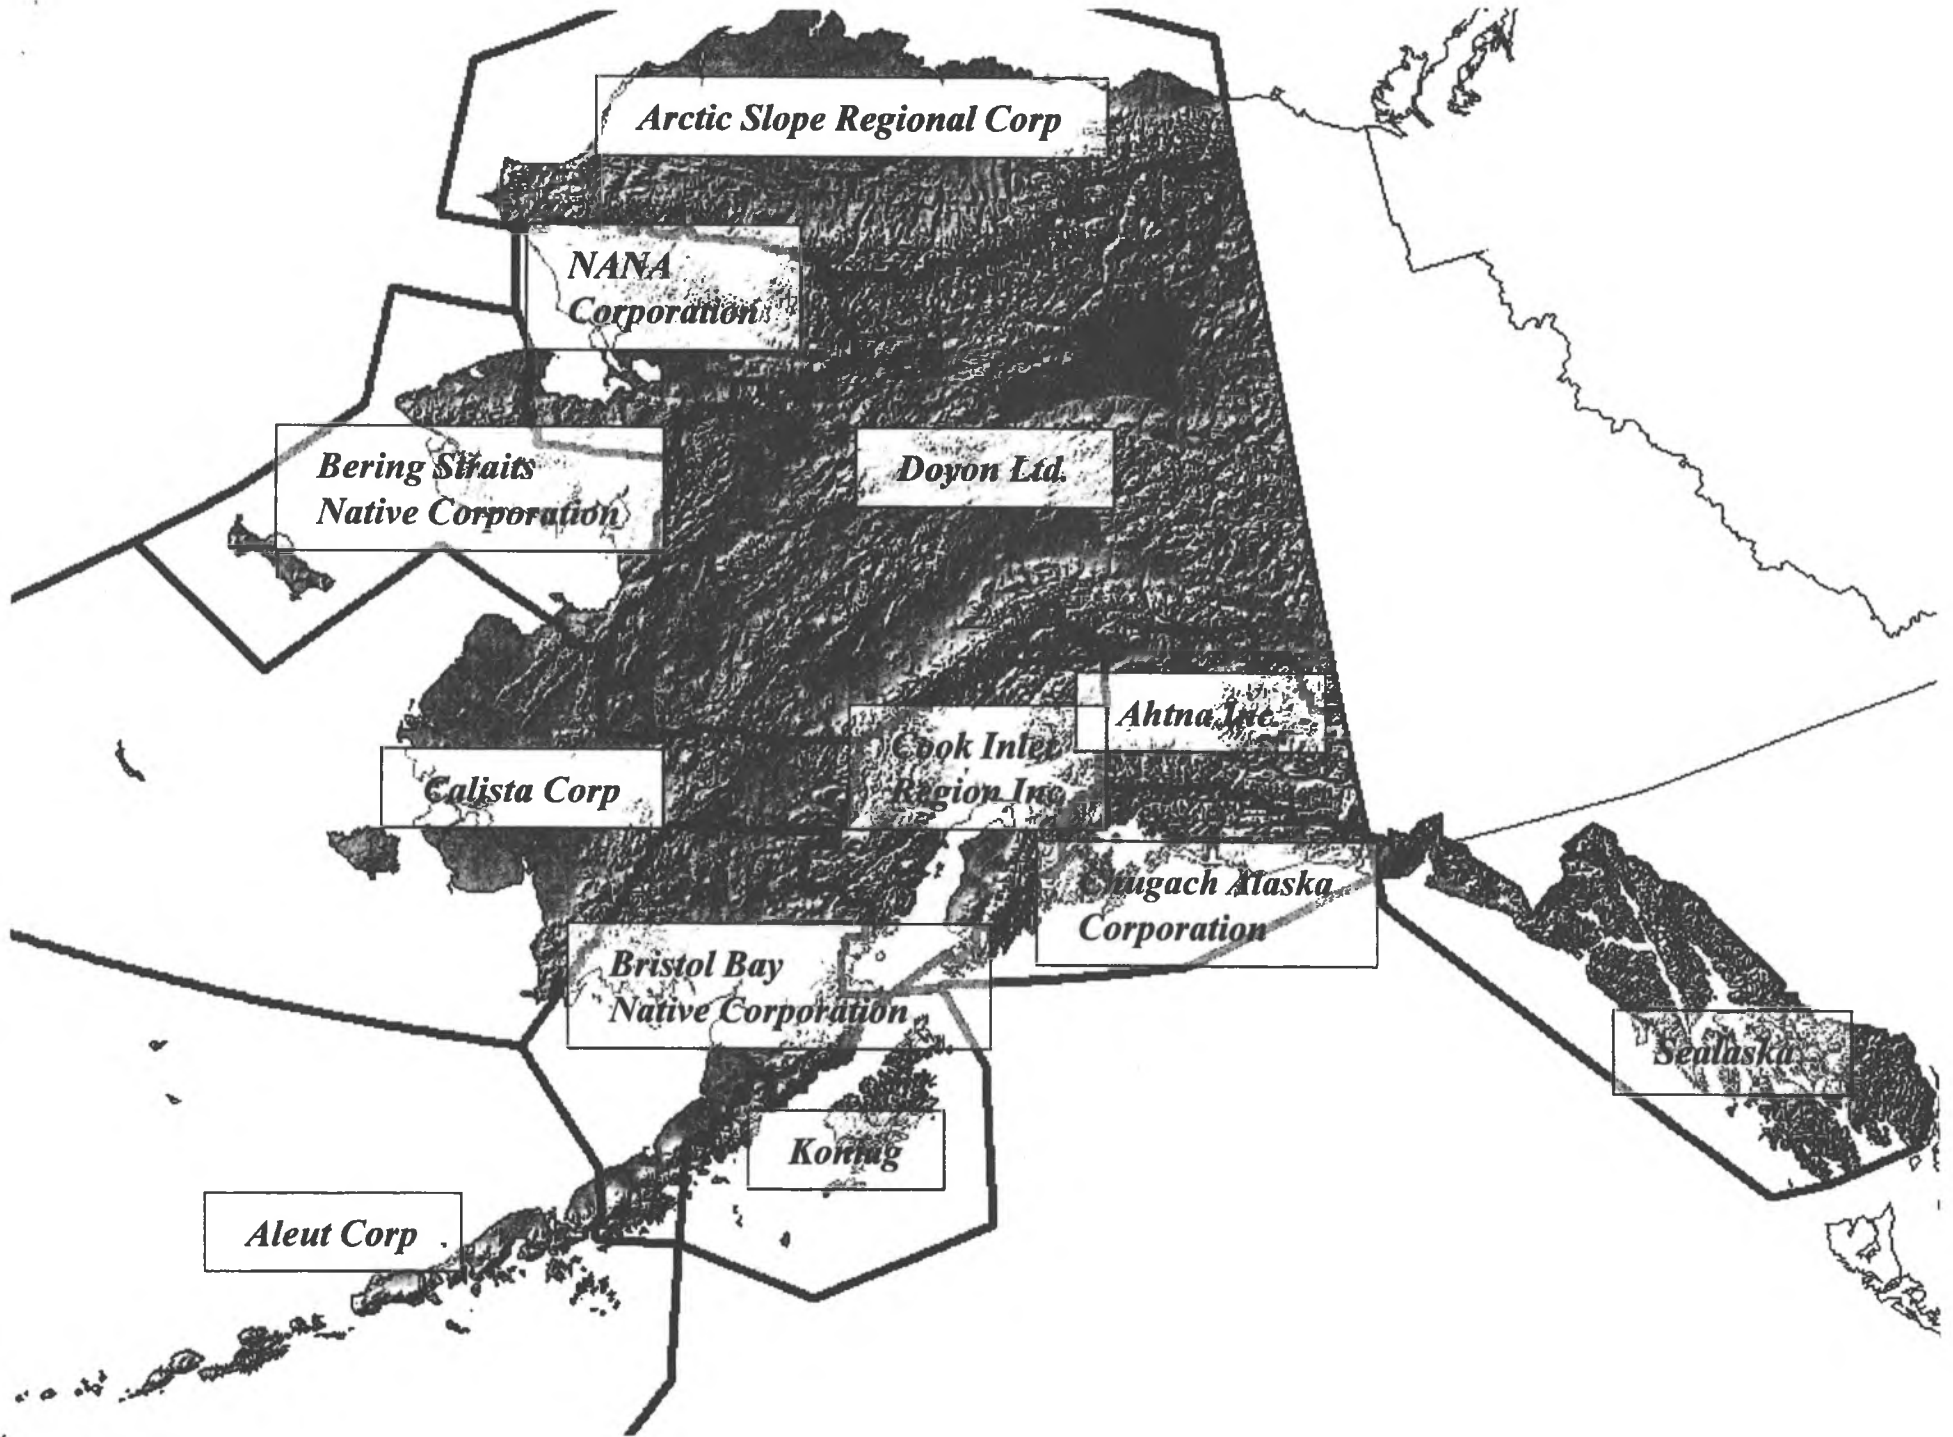 Arctic Slope Regional Corp
NANA
Corporation
Bering Straits
Native Corporation
Doyon Ltd.
Ahtna Inc.
Cook Inlet
Region Inc
Calista Corp
Chugach Alaska
Corporation
Bristol Bay
Native Corporation
Sealaska
Koniag
Aleut Corp